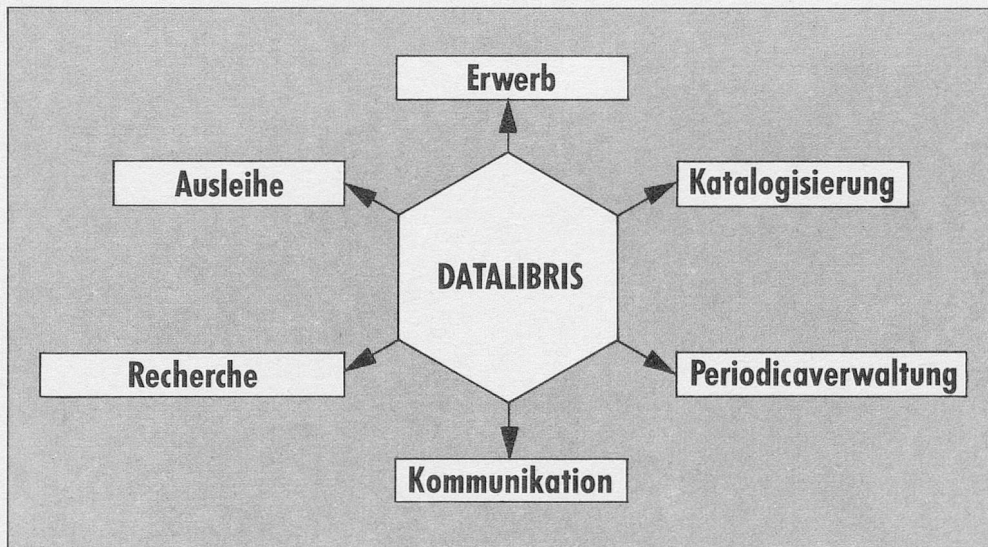 Erwerb
Ausleihe
Katalogisierung
DATALIBRIS
Recherche
Periodicaverwaltung
Kommunikation